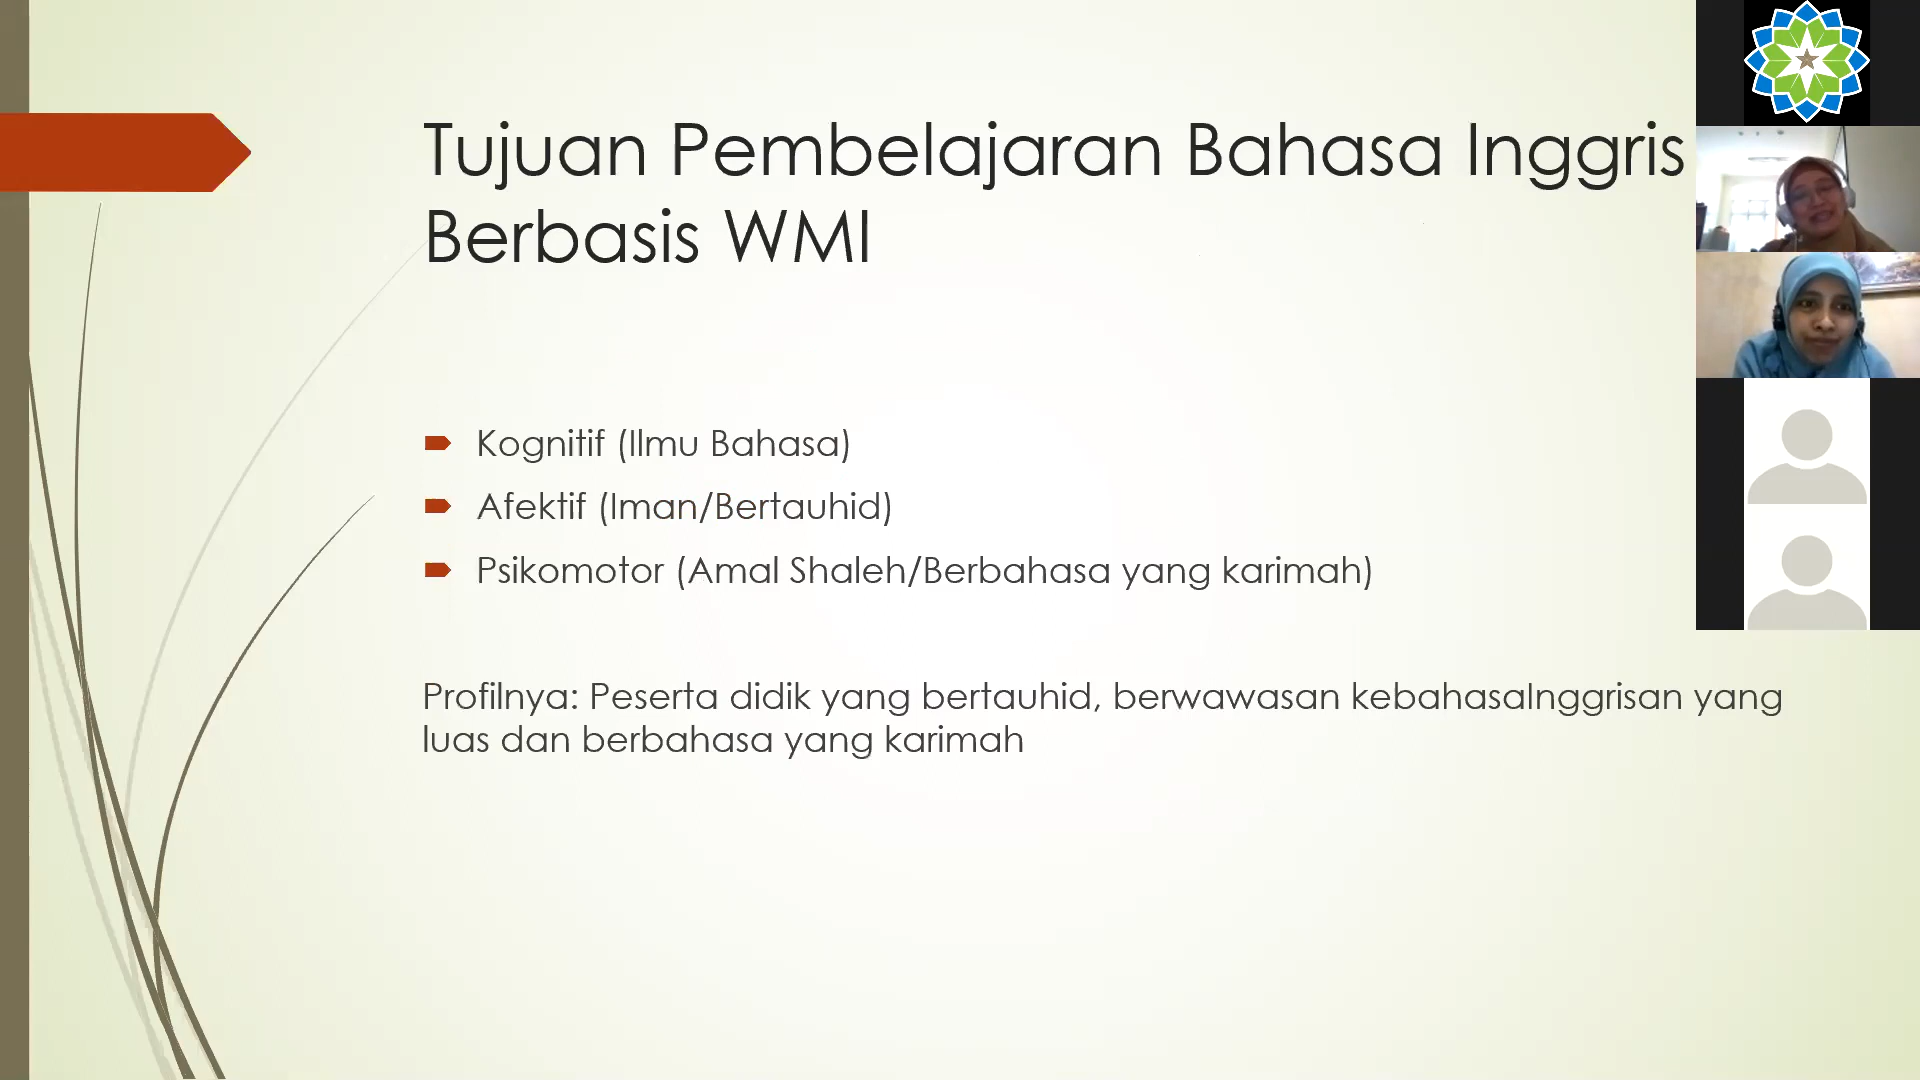 Tujuan Pembelajaran Bahasa Inggris
Berbasis WMI
Kognitif (Ilmu Bahasa)
Afektif (Iman/Bertauhid)
Psikomotor (Amal Shaleh/Berbahasa yang karimah)
Profilnya: Peserta didik yang bertauhid, berwawasan kebahasaInggrisan yang
luas dan berbahasa yang karimah